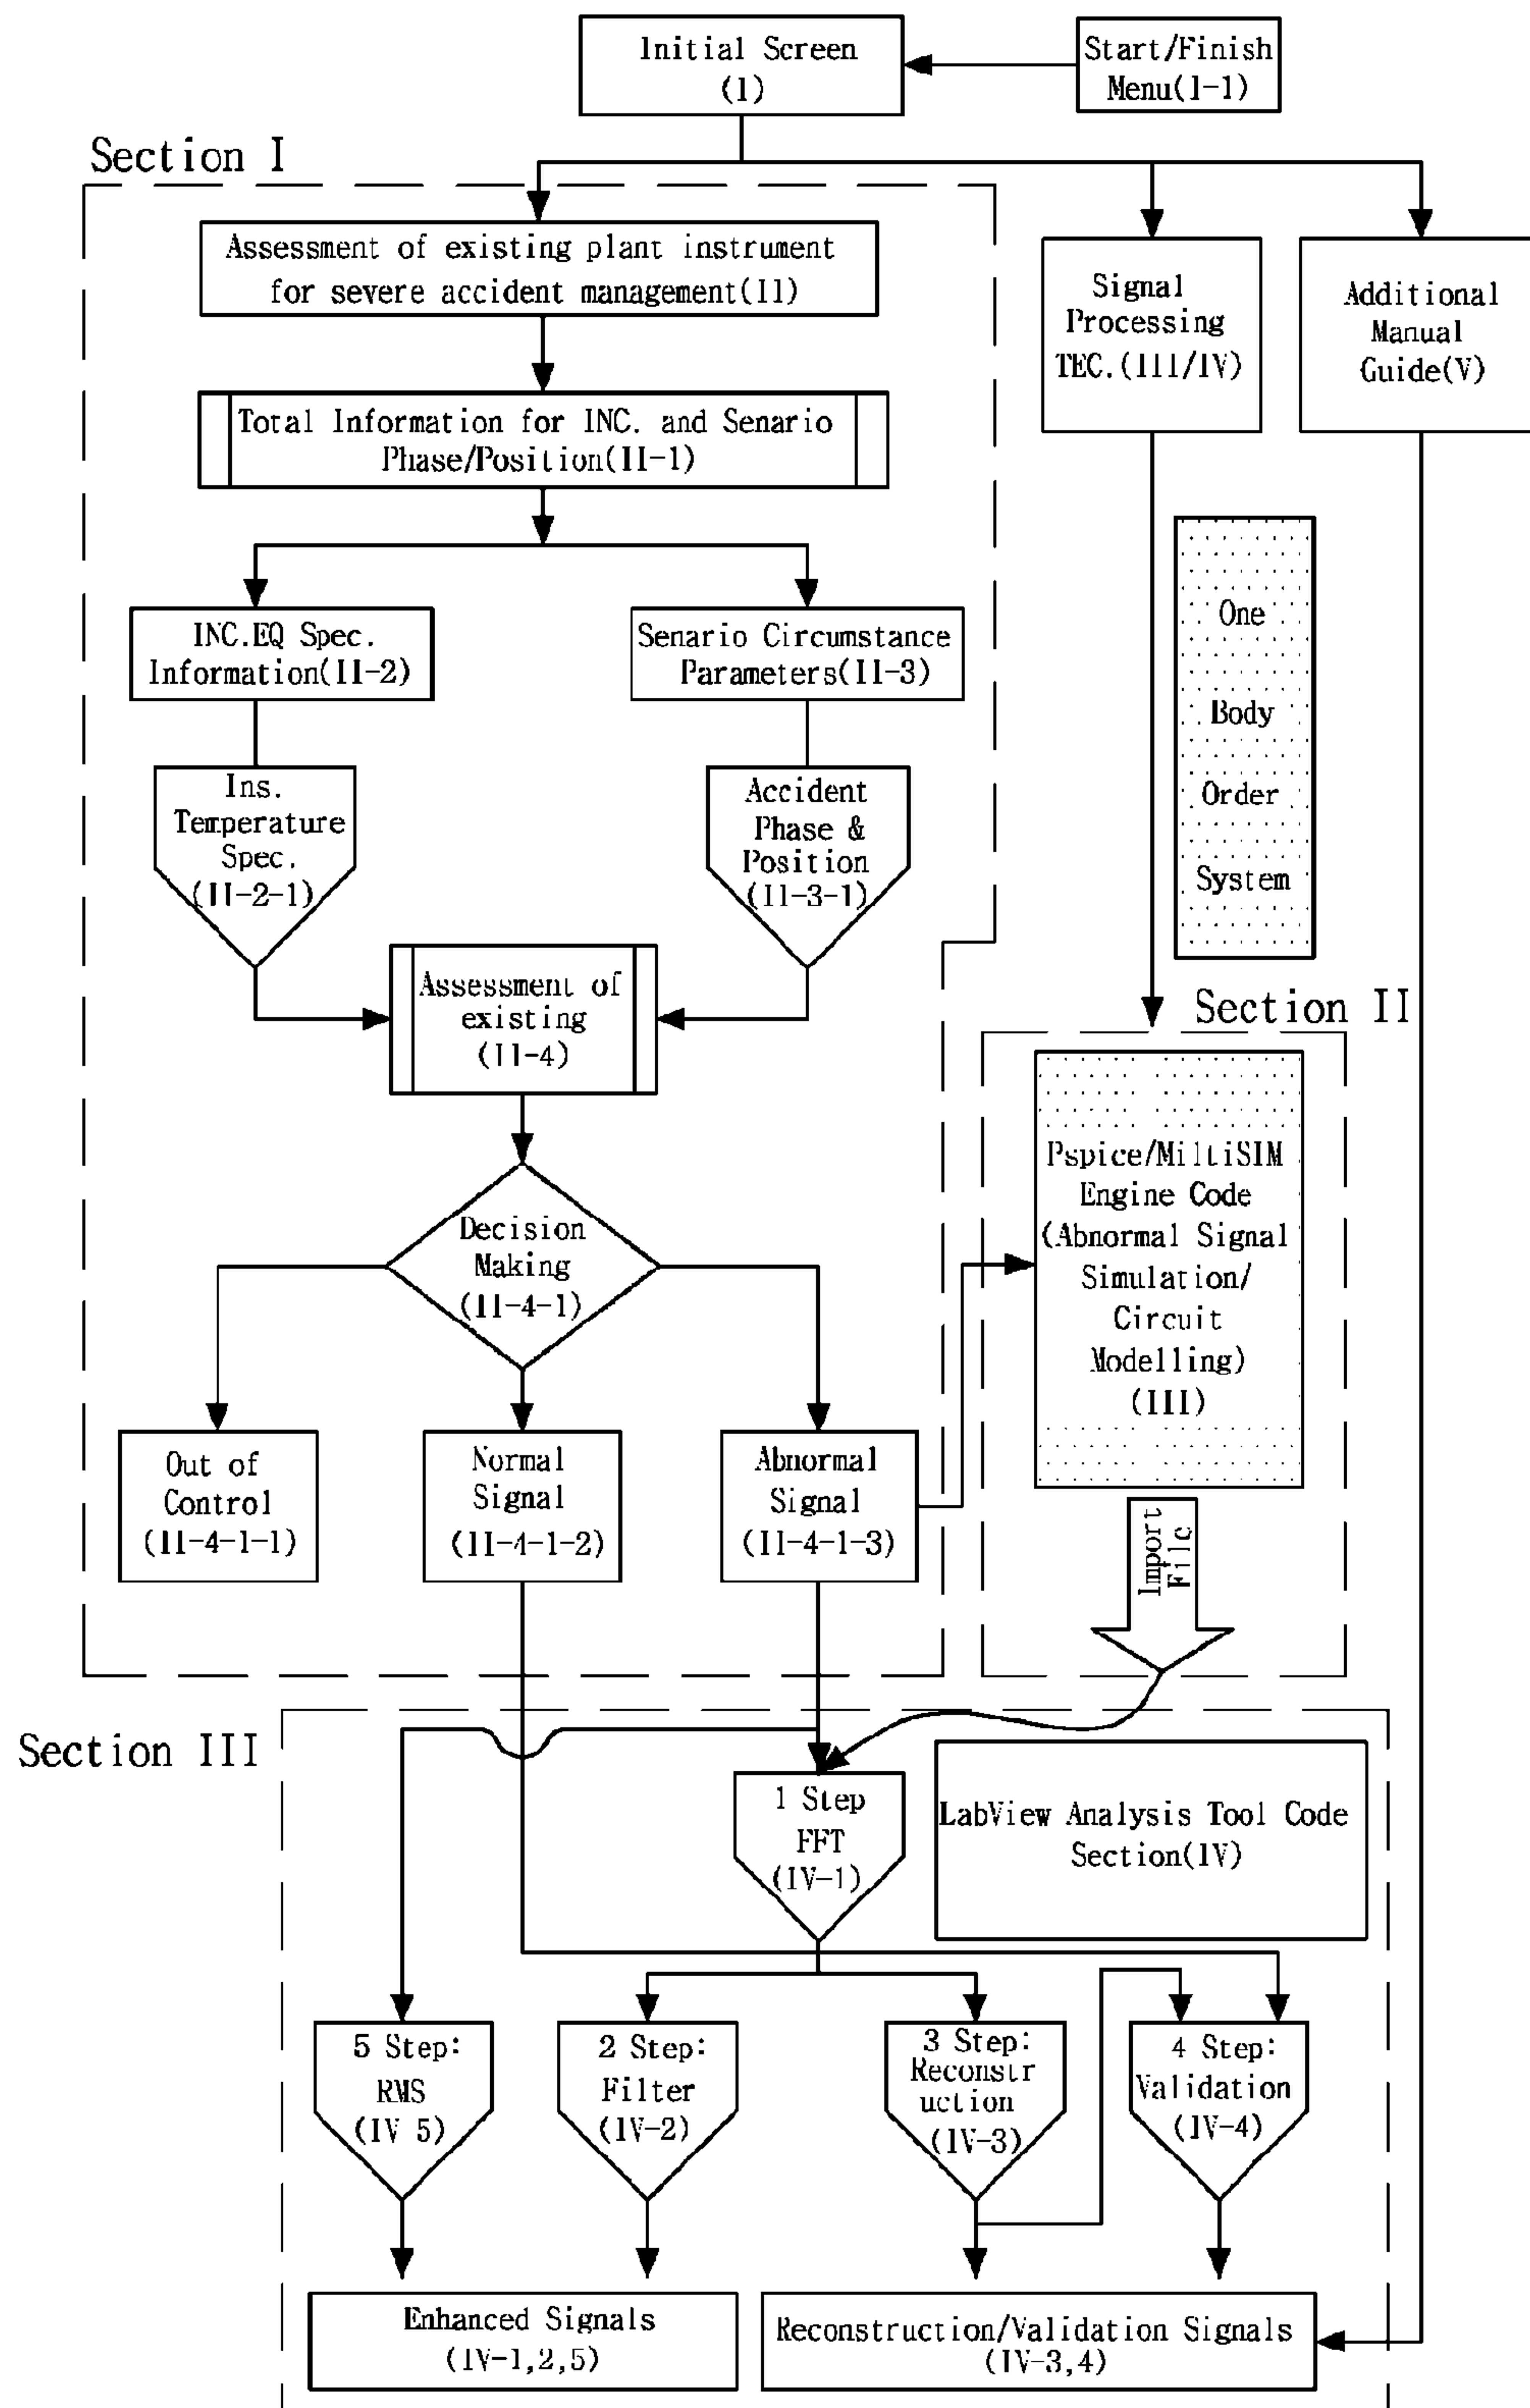 Initial Screen
(I)
Start/Finish
Menu(I-1)
Section I
Assessment of existing plant instrument
for severe accident management(II)
Signal
Processing
TEC.(III/IV)
Additional
Manual
Guide(V)
Total Information for INC. and Senario
Phase/Position(II-1)
INC.EQ Spec.
Information(II-2)
Senario Circumstance
Parameters(II-3)
One
Body
Order
System
Ins.
Temperature
Spec.
(II-2-1)
Accident
Phase &
Position
(II-3-1)
Assessment of
existing
(II-4)
Section II
Pspice/MiltiSIM
Engine Code
(Abnormal Signal
Simulation/
Circuit
Modelling)
(III)
Decision
Making
(II-4-1)
Out of
Control
(II-4-1-1)
Normal
Signal
(II-4-1-2)
Abnormal
Signal
(II-4-1-3)
Import
File
Section III
1 Step
FFT
(IV-1)
LabView Analysis Tool Code
Section(IV)
5 Step:
RMS
(IV 5)
2 Step:
Filter
(IV-2)
3 Step:
Reconstr
uction
(IV-3)
4 Step:
Validation
(IV-4)
Enhanced Signals
(IV-1,2,5)
Reconstruction/Validation Signals
(IV-3,4)